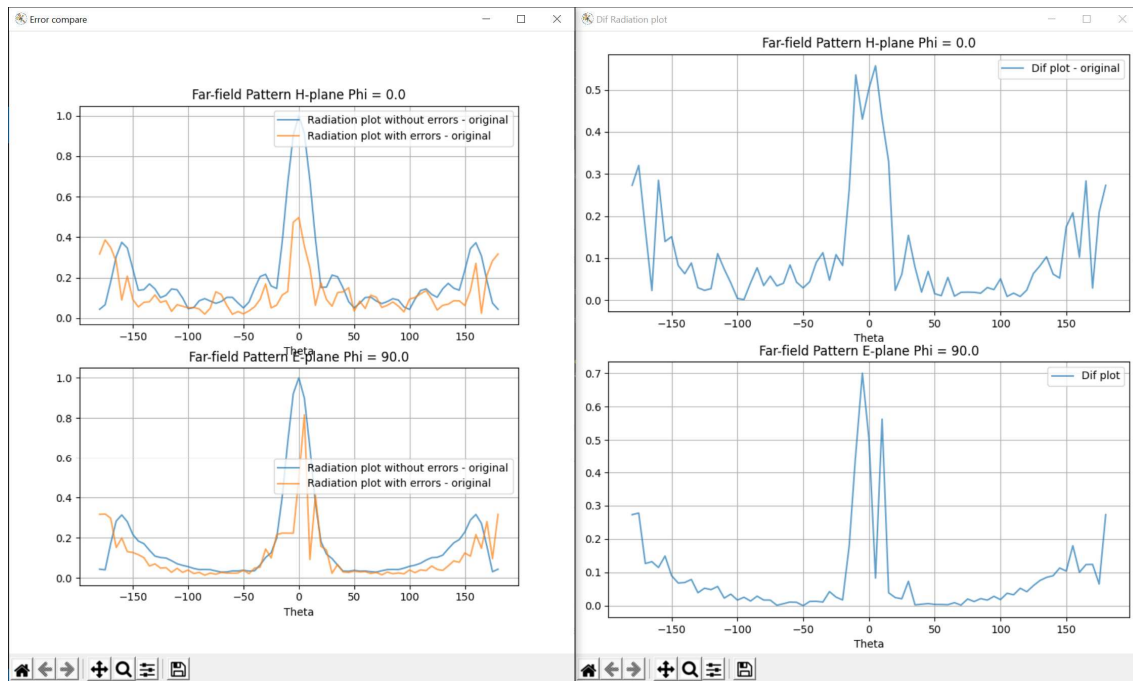 Error compare
Far-field Pattern H-plane Phi = 0.0
Radiation plot without errors - original
Radiation plot with errors - original
1.0
0.8
0.6
0.4
0.2
0.0
−150 −100 −50 0 50 100 150
Theta
Far-field Pattern E-plane Phi = 90.0
Radiation plot without errors - original
Radiation plot with errors - original
1.0
0.8
0.6
0.4
0.2
0.0
−150 −100 −50 0 50 100 150
Theta
Dif Radiation plot
Far-field Pattern H-plane Phi = 0.0
Dif plot - original
0.5
0.4
0.3
0.2
0.1
0.0
−150 −100 −50 0 50 100 150
Theta
Far-field Pattern E-plane Phi = 90.0
Dif plot
0.7
0.6
0.5
0.4
0.3
0.2
0.1
0.0
−150 −100 −50 0 50 100 150
Theta